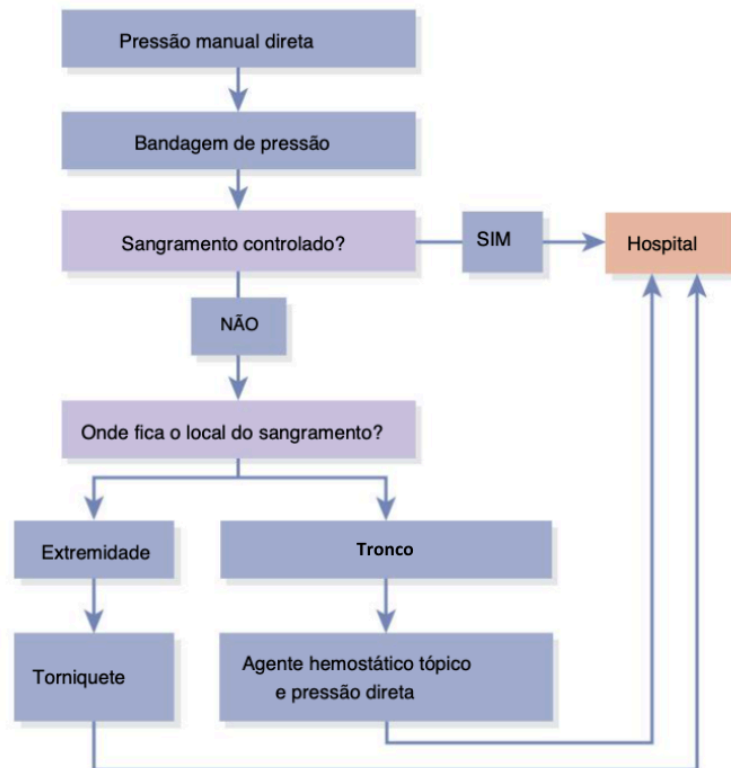 Pressão manual direta
Bandagem de pressão
Sangramento controlado?
SIM
Hospital
NÃO
Onde fica o local do sangramento?
Extremidade
Tronco
Torniquete
Agente hemostático tópico
e pressão direta